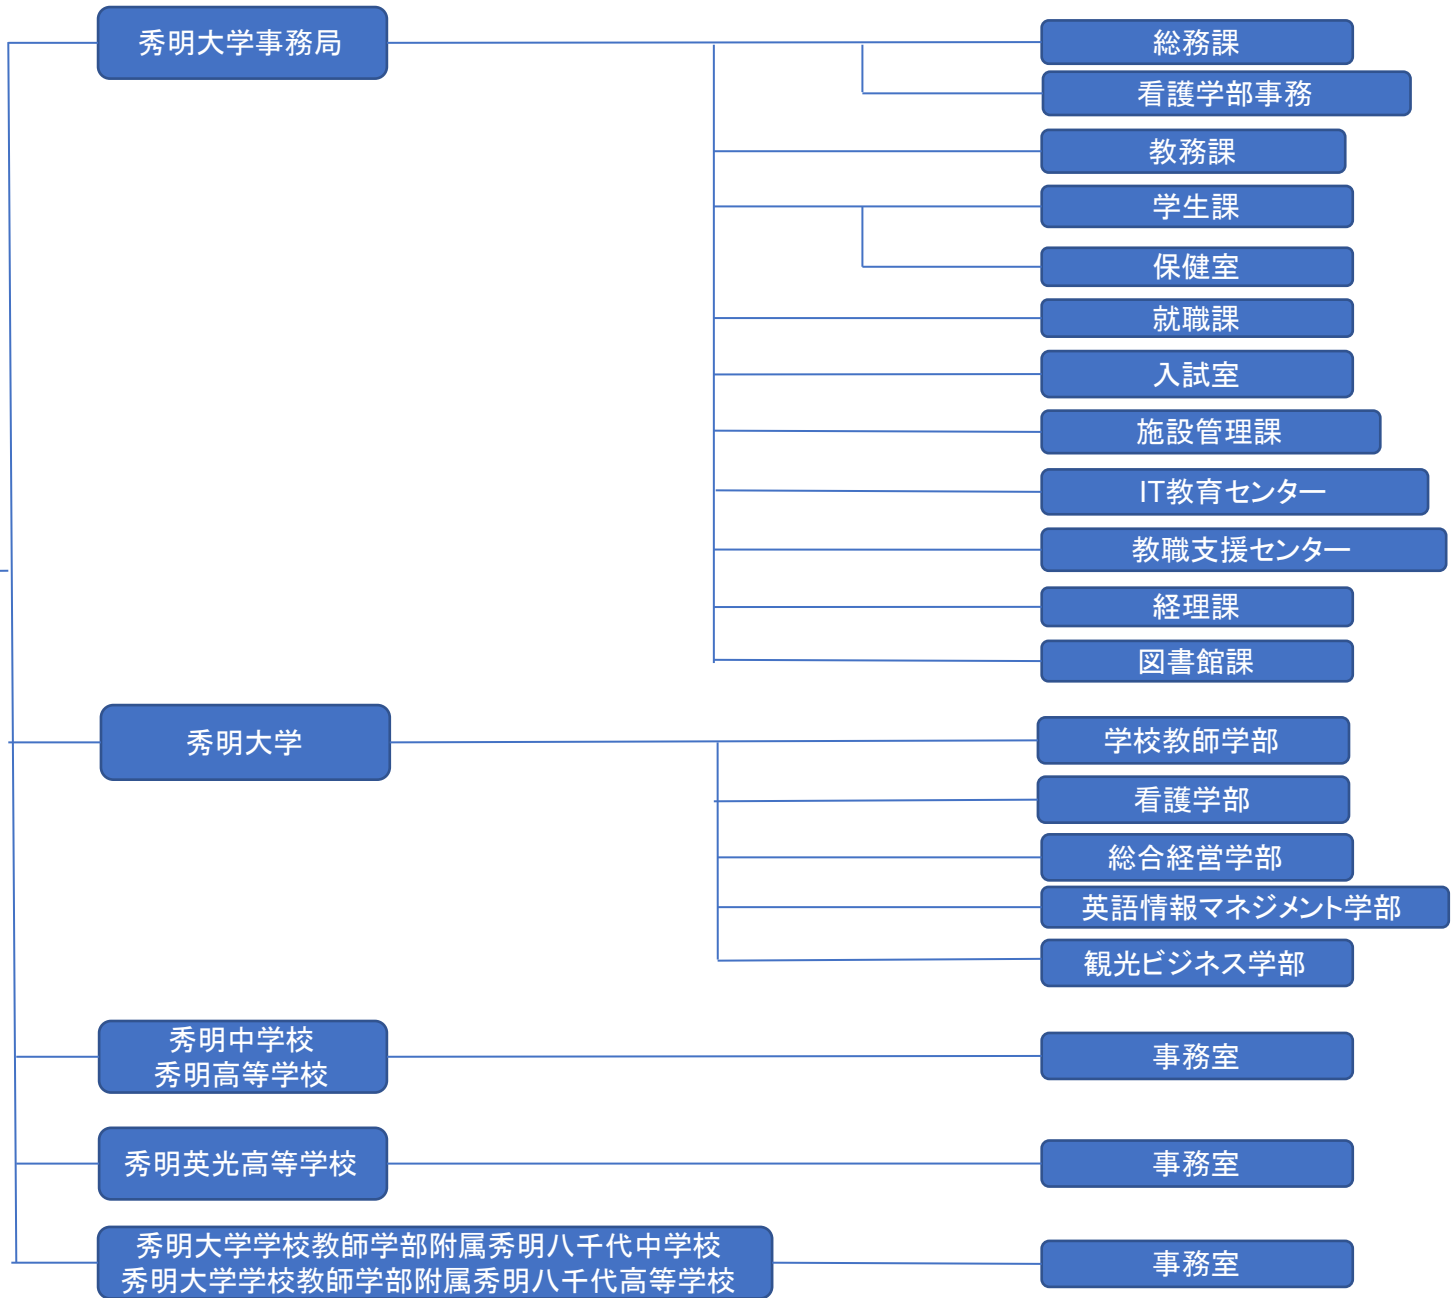 秀明大学事務局
総務課
看護学部事務
教務課
学生課
保健室
就職課
入試室
施設管理課
IT教育センター
教職支援センター
経理課
図書館課
秀明大学
学校教師学部
看護学部
総合経営学部
英語情報マネジメント学部
観光ビジネス学部
秀明中学校
秀明高等学校
事務室
秀明英光高等学校
事務室
秀明大学学校教師学部附属秀明八千代中学校
秀明大学学校教師学部附属秀明八千代高等学校
事務室